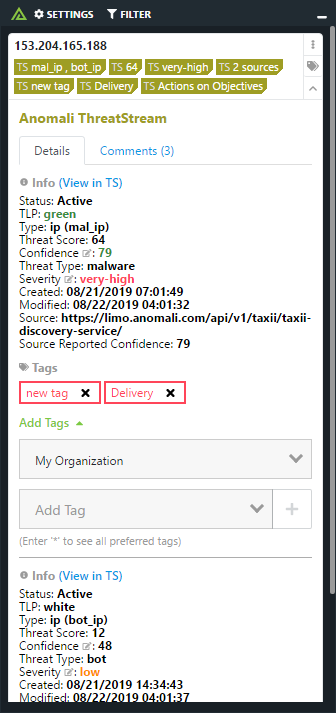 SETTINGS FILTER
153.204.165.188
TS mal_ip , bot_ip TS 64 TS very-high TS 2 sources
TS new tag TS Delivery TS Actions on Objectives
Anomali ThreatStream
Details Comments (3)
Info (View in TS)
Status: Active
TLP: green
Type: ip (mal_ip)
Threat Score: 64
Confidence : 79
Threat Type: malware
Severity : very-high
Created: 08/21/2019 07:01:49
Modified: 08/22/2019 04:01:32
Source: https://limo.anomali.com/api/v1/taxii/taxii-
discovery-service/
Source Reported Confidence: 79
Tags
new tag ✖ Delivery ✖
Add Tags
My Organization
Add Tag +
(Enter '*' to see all preferred tags)
Info (View in TS)
Status: Active
TLP: white
Type: ip (bot_ip)
Threat Score: 12
Confidence : 48
Threat Type: bot
Severity : low
Created: 08/21/2019 14:34:43
Modified: 08/22/2019 04:01:37